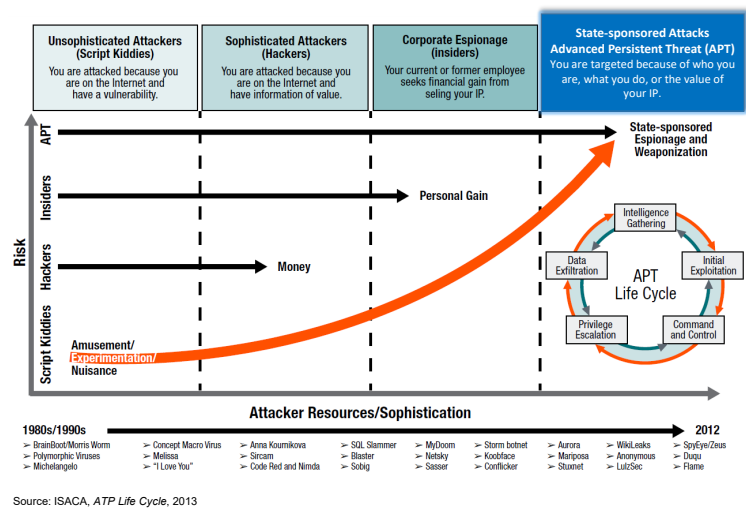 Unsophisticated Attackers
(Script Kiddies)
You are attacked because you
are on the Internet and
have a vulnerability.
Sophisticated Attackers
(Hackers)
You are attacked because you
are on the Internet and
have information of value.
Corporate Espionage
(insiders)
Your current or former employee
seeks financial gain from
seling your IP.
State-sponsored Attacks
Advanced Persistent Threat (APT)
You are targeted because of who you
are, what you do, or the value of
your IP.
Risk
APT
Insiders
Hackers
Script Kiddies
State-sponsored
Espionage and
Weaponization
Personal Gain
Money
Amusement/
Experimentation/
Nuisance
Intelligence
Gathering
Initial
Exploitation
Command
and Control
Privilege
Escalation
Data
Exfiltration
APT
Life Cycle
Attacker Resources/Sophistication
1980s/1990s
2012
➢ BrainBoot/Morris Worm
➢ Polymorphic Viruses
➢ Michelangelo
➢ Concept Macro Virus
➢ Melissa
➢ "I Love You"
➢ Anna Kournikova
➢ Sircam
➢ Code Red and Nimda
➢ SQL Slammer
➢ Blaster
➢ Sobig
➢ MyDoom
➢ Netsky
➢ Sasser
➢ Storm botnet
➢ Koobface
➢ Conflicker
➢ Aurora
➢ Mariposa
➢ Stuxnet
➢ WikiLeaks
➢ Anonymous
➢ LulzSec
➢ SpyEye/Zeus
➢ Duqu
➢ Flame
Source: ISACA, ATP Life Cycle, 2013